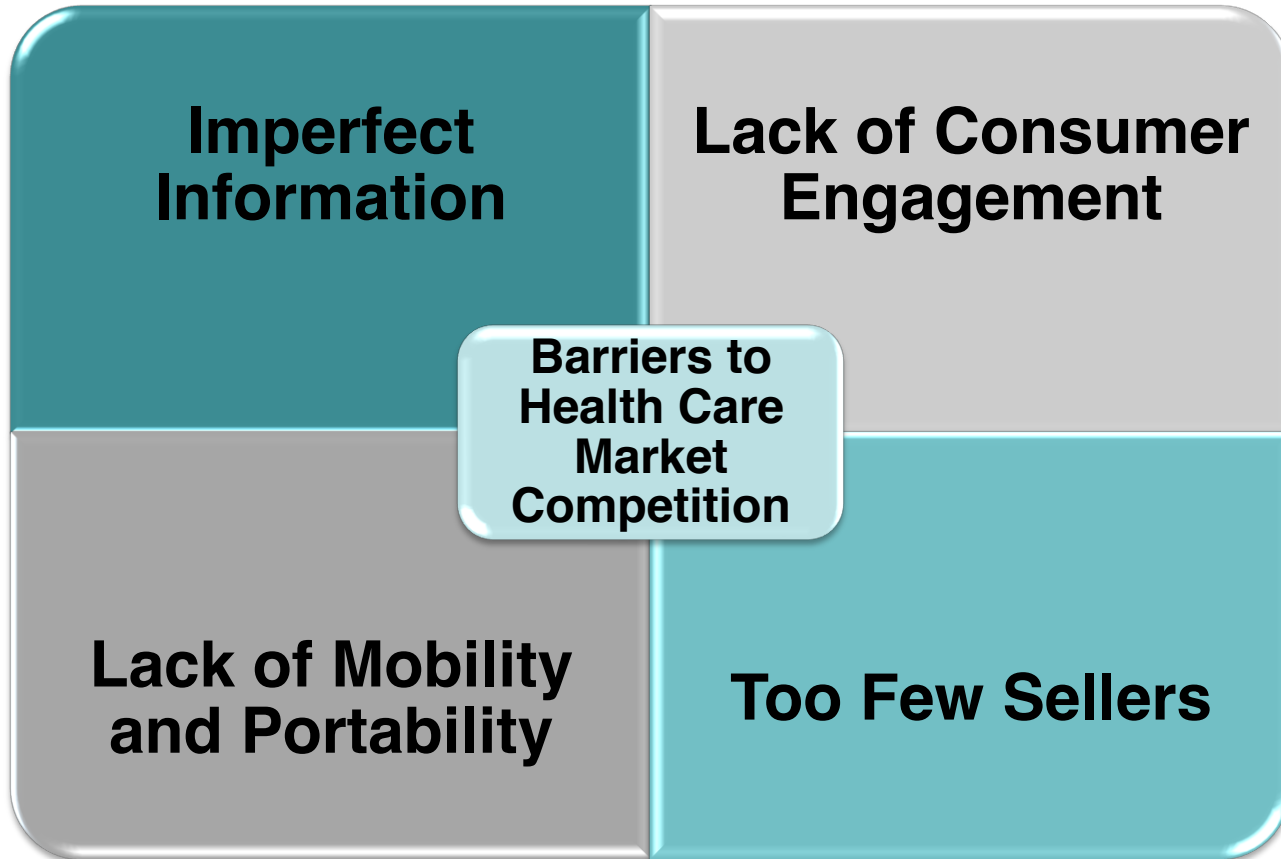 Imperfect
Information
Lack of Consumer
Engagement
Barriers to
Health Care
Market
Competition
Lack of Mobility
and Portability
Too Few Sellers